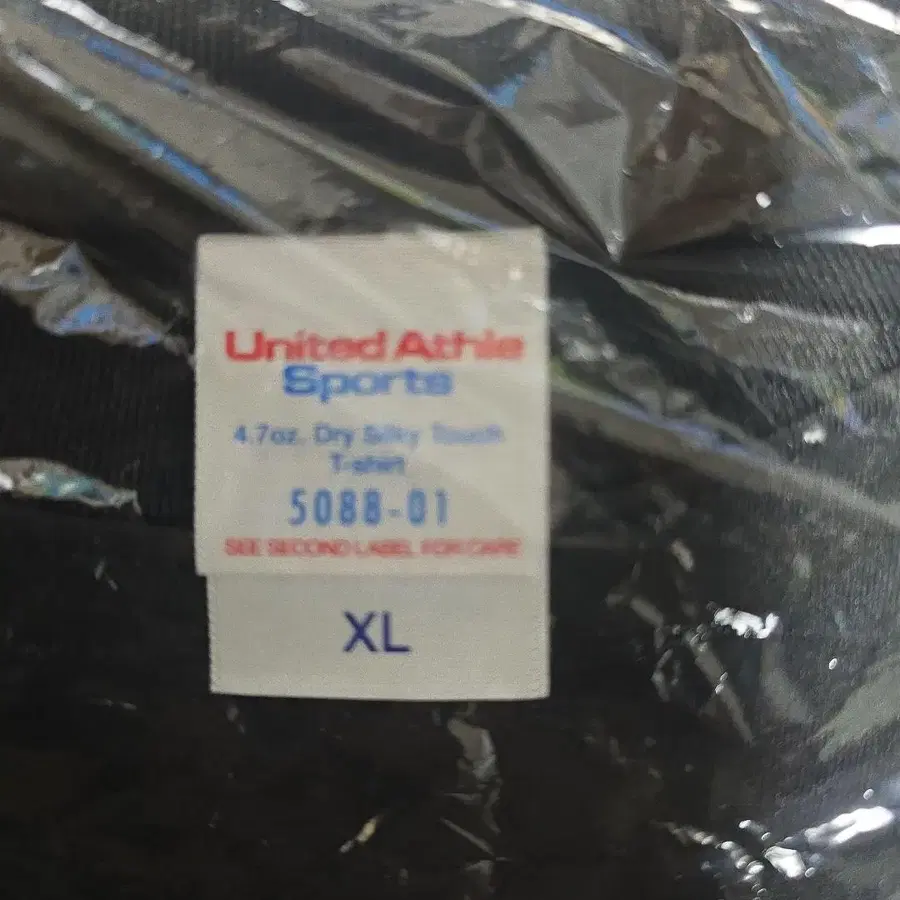 United Athle
Sports
4.7oz. Dry Silky Touch
T-shirt
5088-01
SEE SECOND LABEL FOR CARE
XL